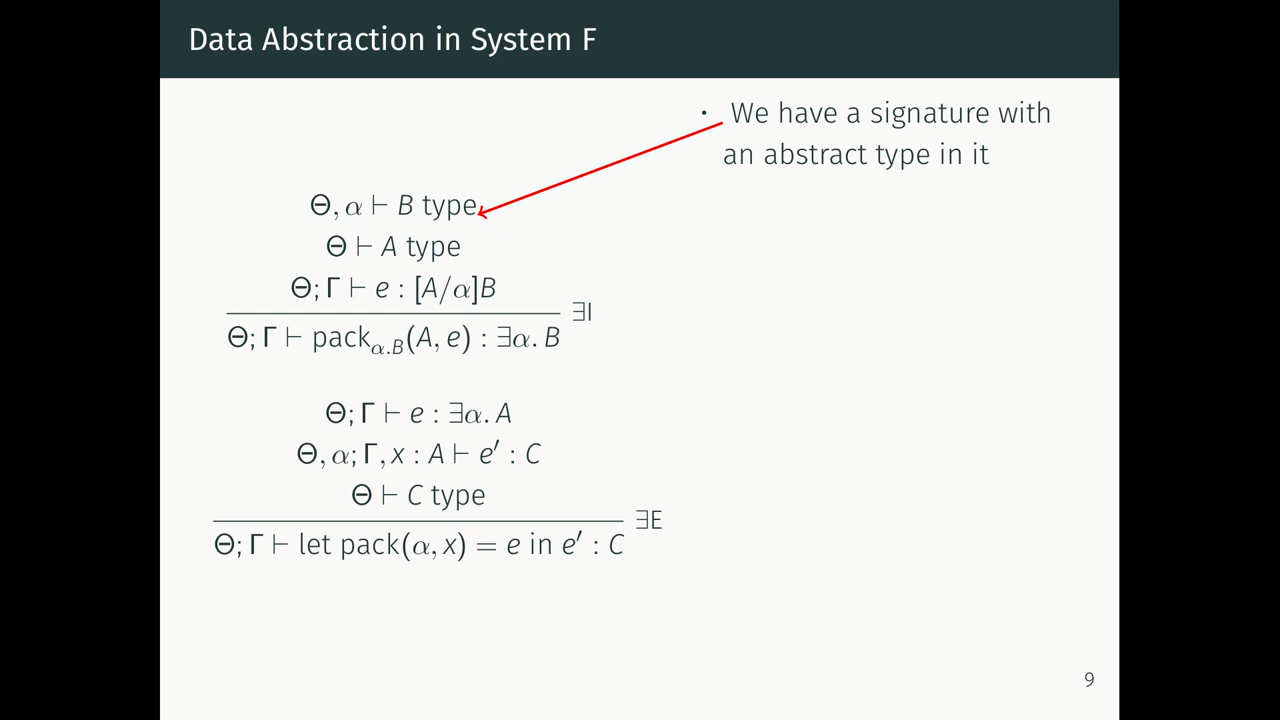 Data Abstraction in System F
· We have a signature with
an abstract type in it
Θ, α ⊢ B type
Θ ⊢ A type
Θ; Γ ⊢ e : [A/α]B
∃I
Θ; Γ ⊢ pack_{α.B}(A, e) : ∃α. B
Θ; Γ ⊢ e : ∃α. A
Θ, α; Γ, x : A ⊢ e′ : C
Θ ⊢ C type
∃E
Θ; Γ ⊢ let pack(α, x) = e in e′ : C
9